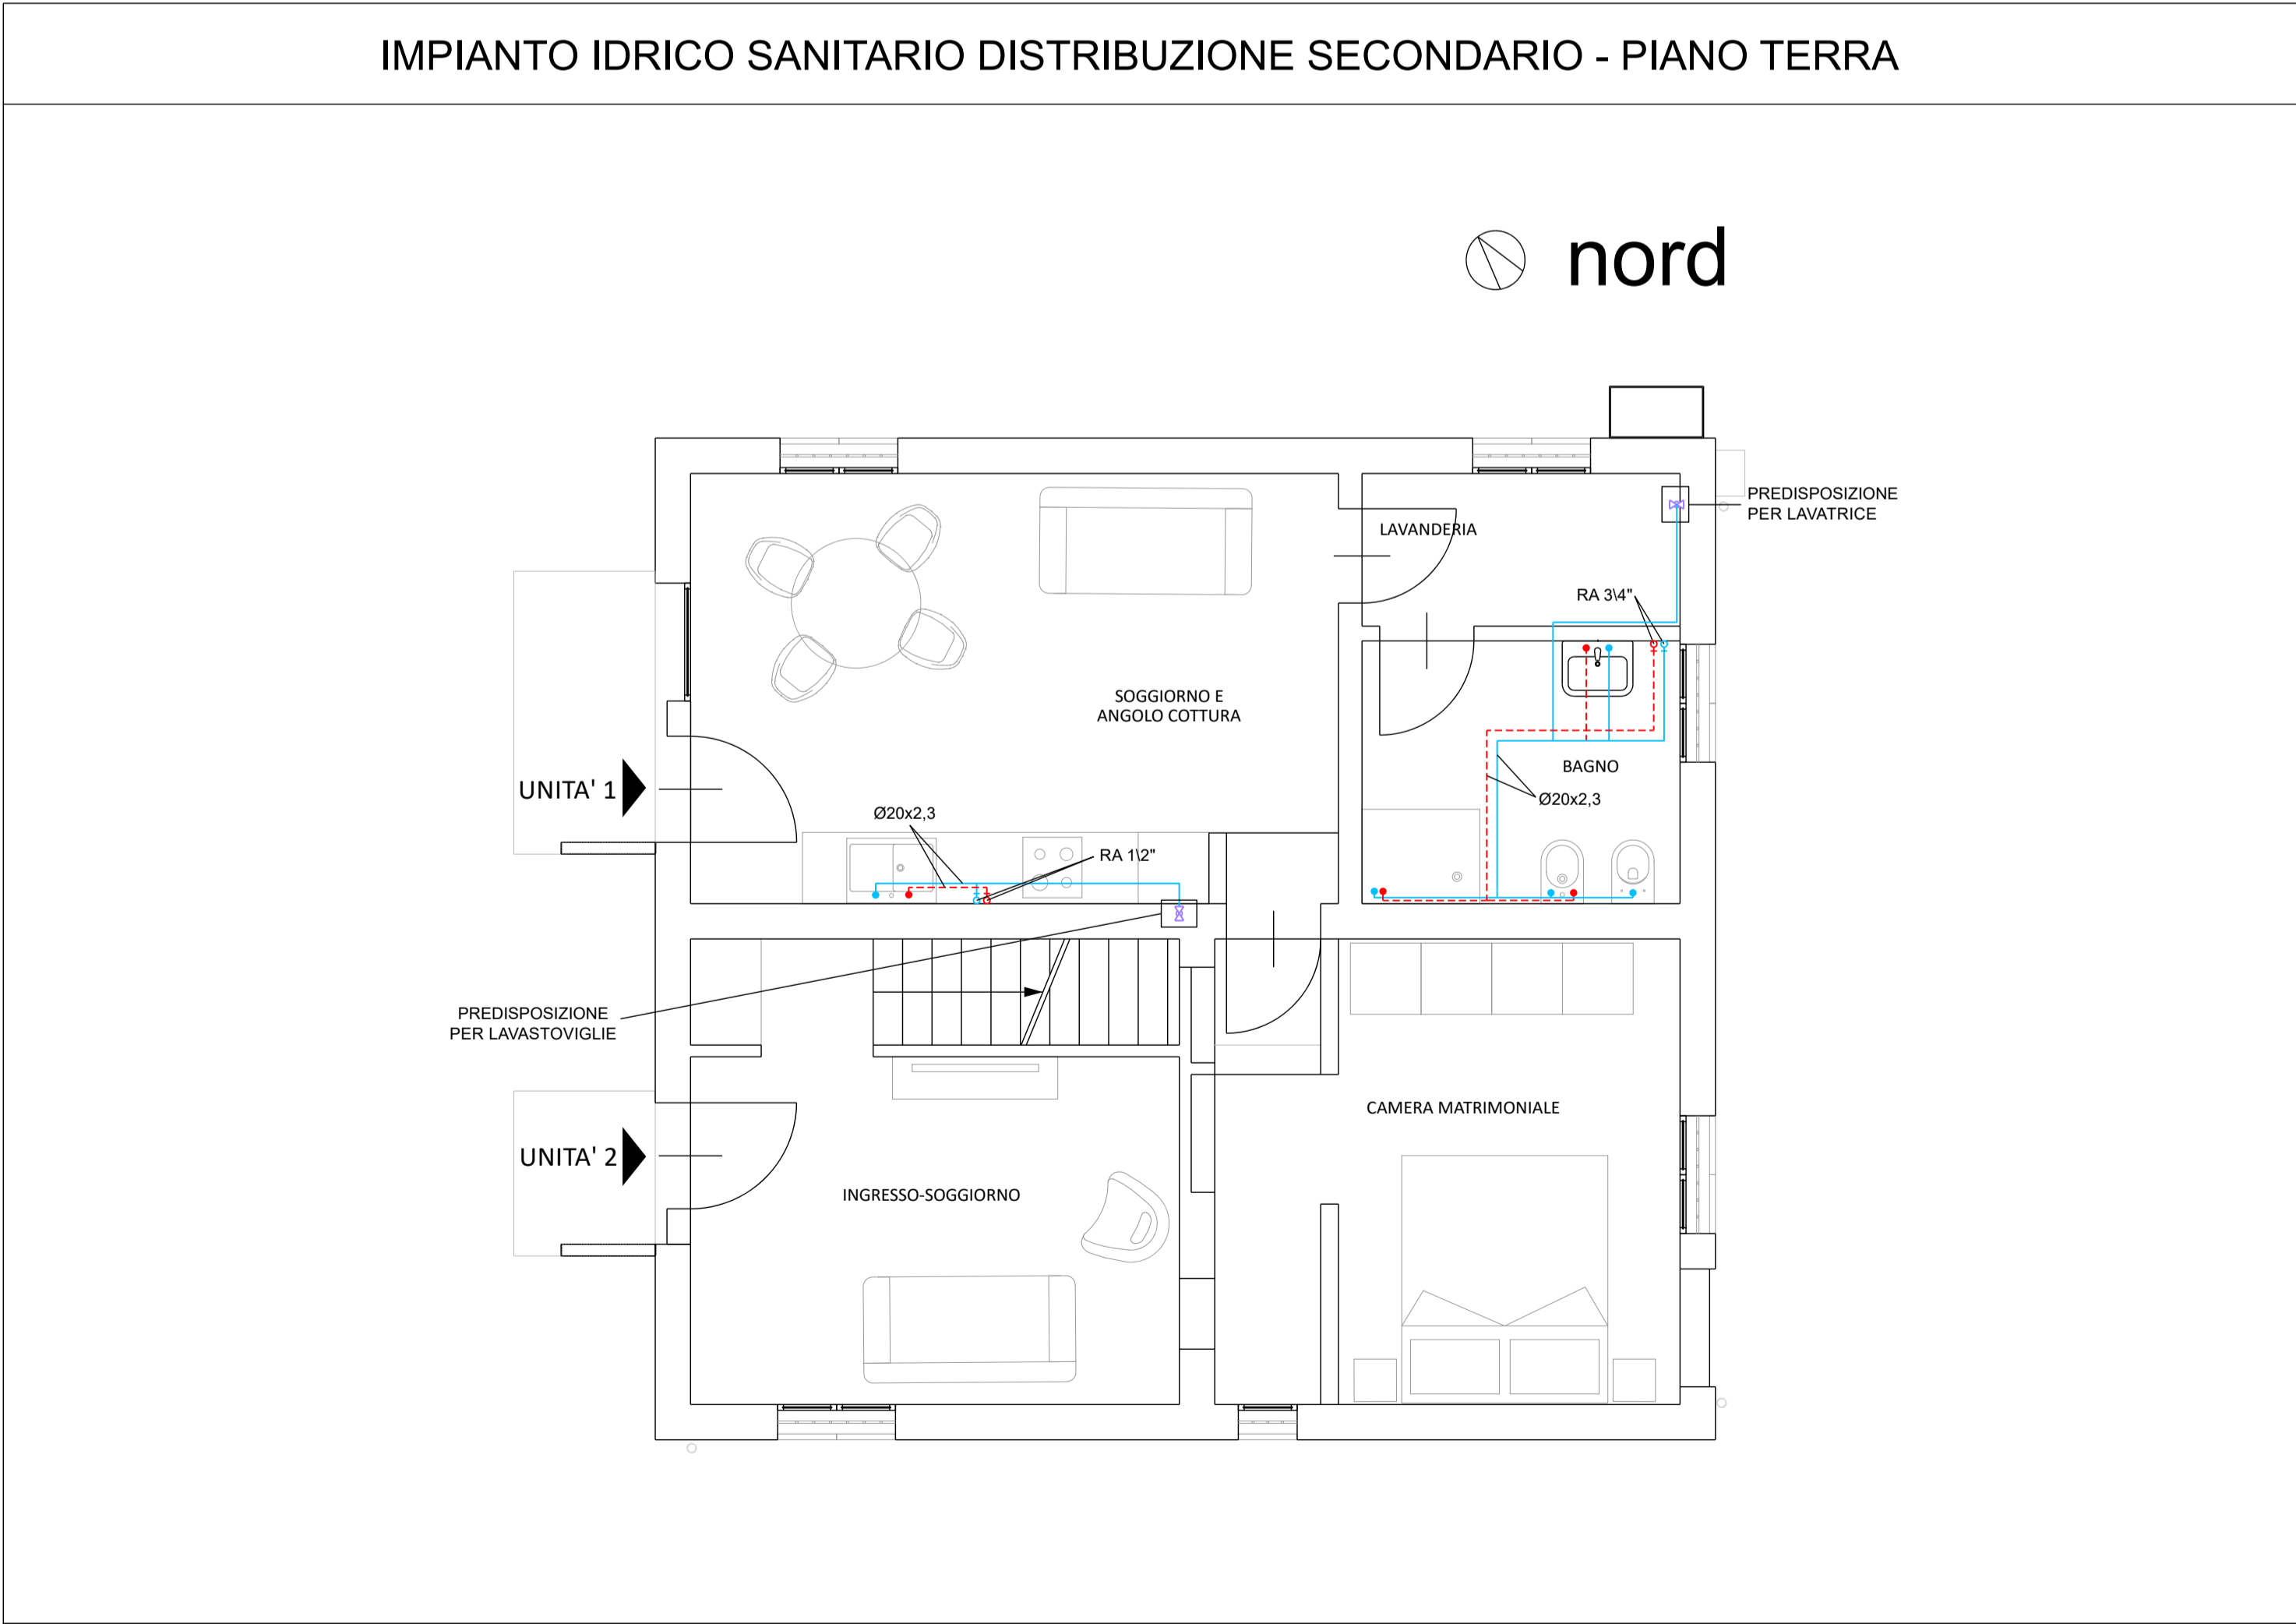 IMPIANTO IDRICO SANITARIO DISTRIBUZIONE SECONDARIO - PIANO TERRA
nord
PREDISPOSIZIONE
PER LAVATRICE
LAVANDERIA
RA 3\4"
SOGGIORNO E
ANGOLO COTTURA
BAGNO
UNITA' 1
Ø20x2,3
Ø20x2,3
RA 1\2"
PREDISPOSIZIONE
PER LAVASTOVIGLIE
CAMERA MATRIMONIALE
UNITA' 2
INGRESSO-SOGGIORNO